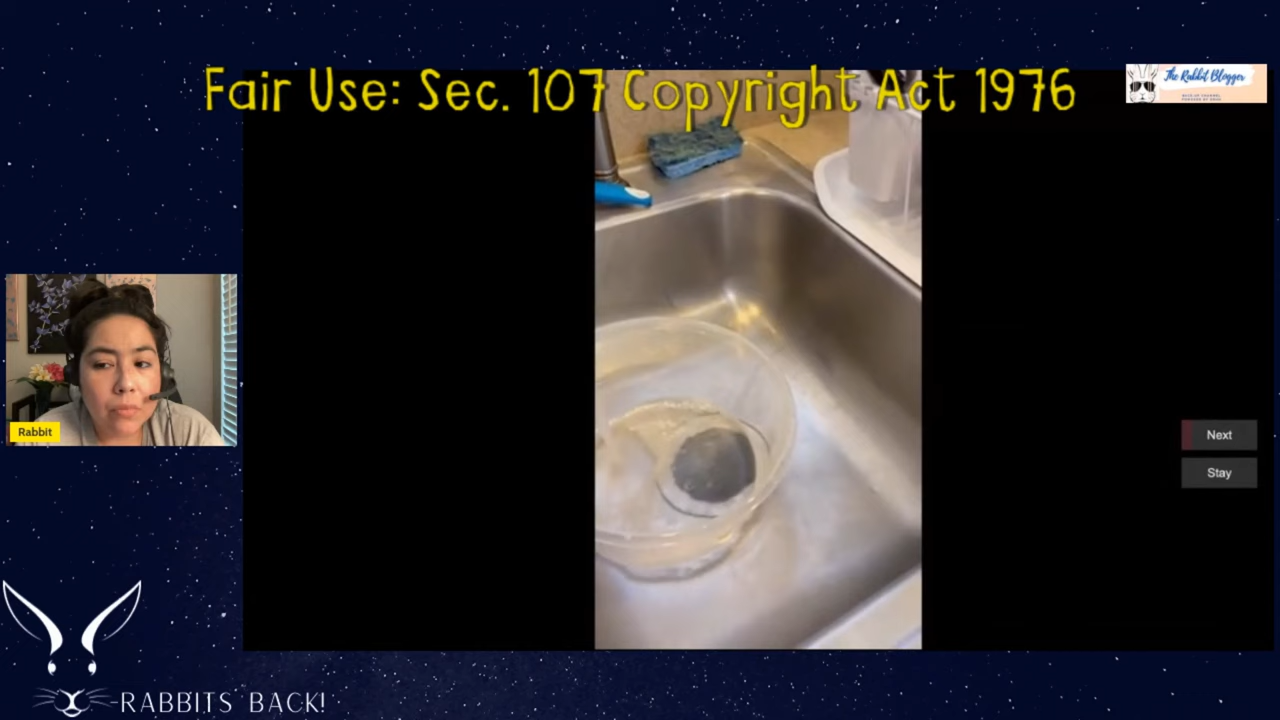 Fair Use: Sec. 107 Copyright Act 1976
The Rabbit Blogger
Next
Stay
Rabbit
RABBITS BACK!